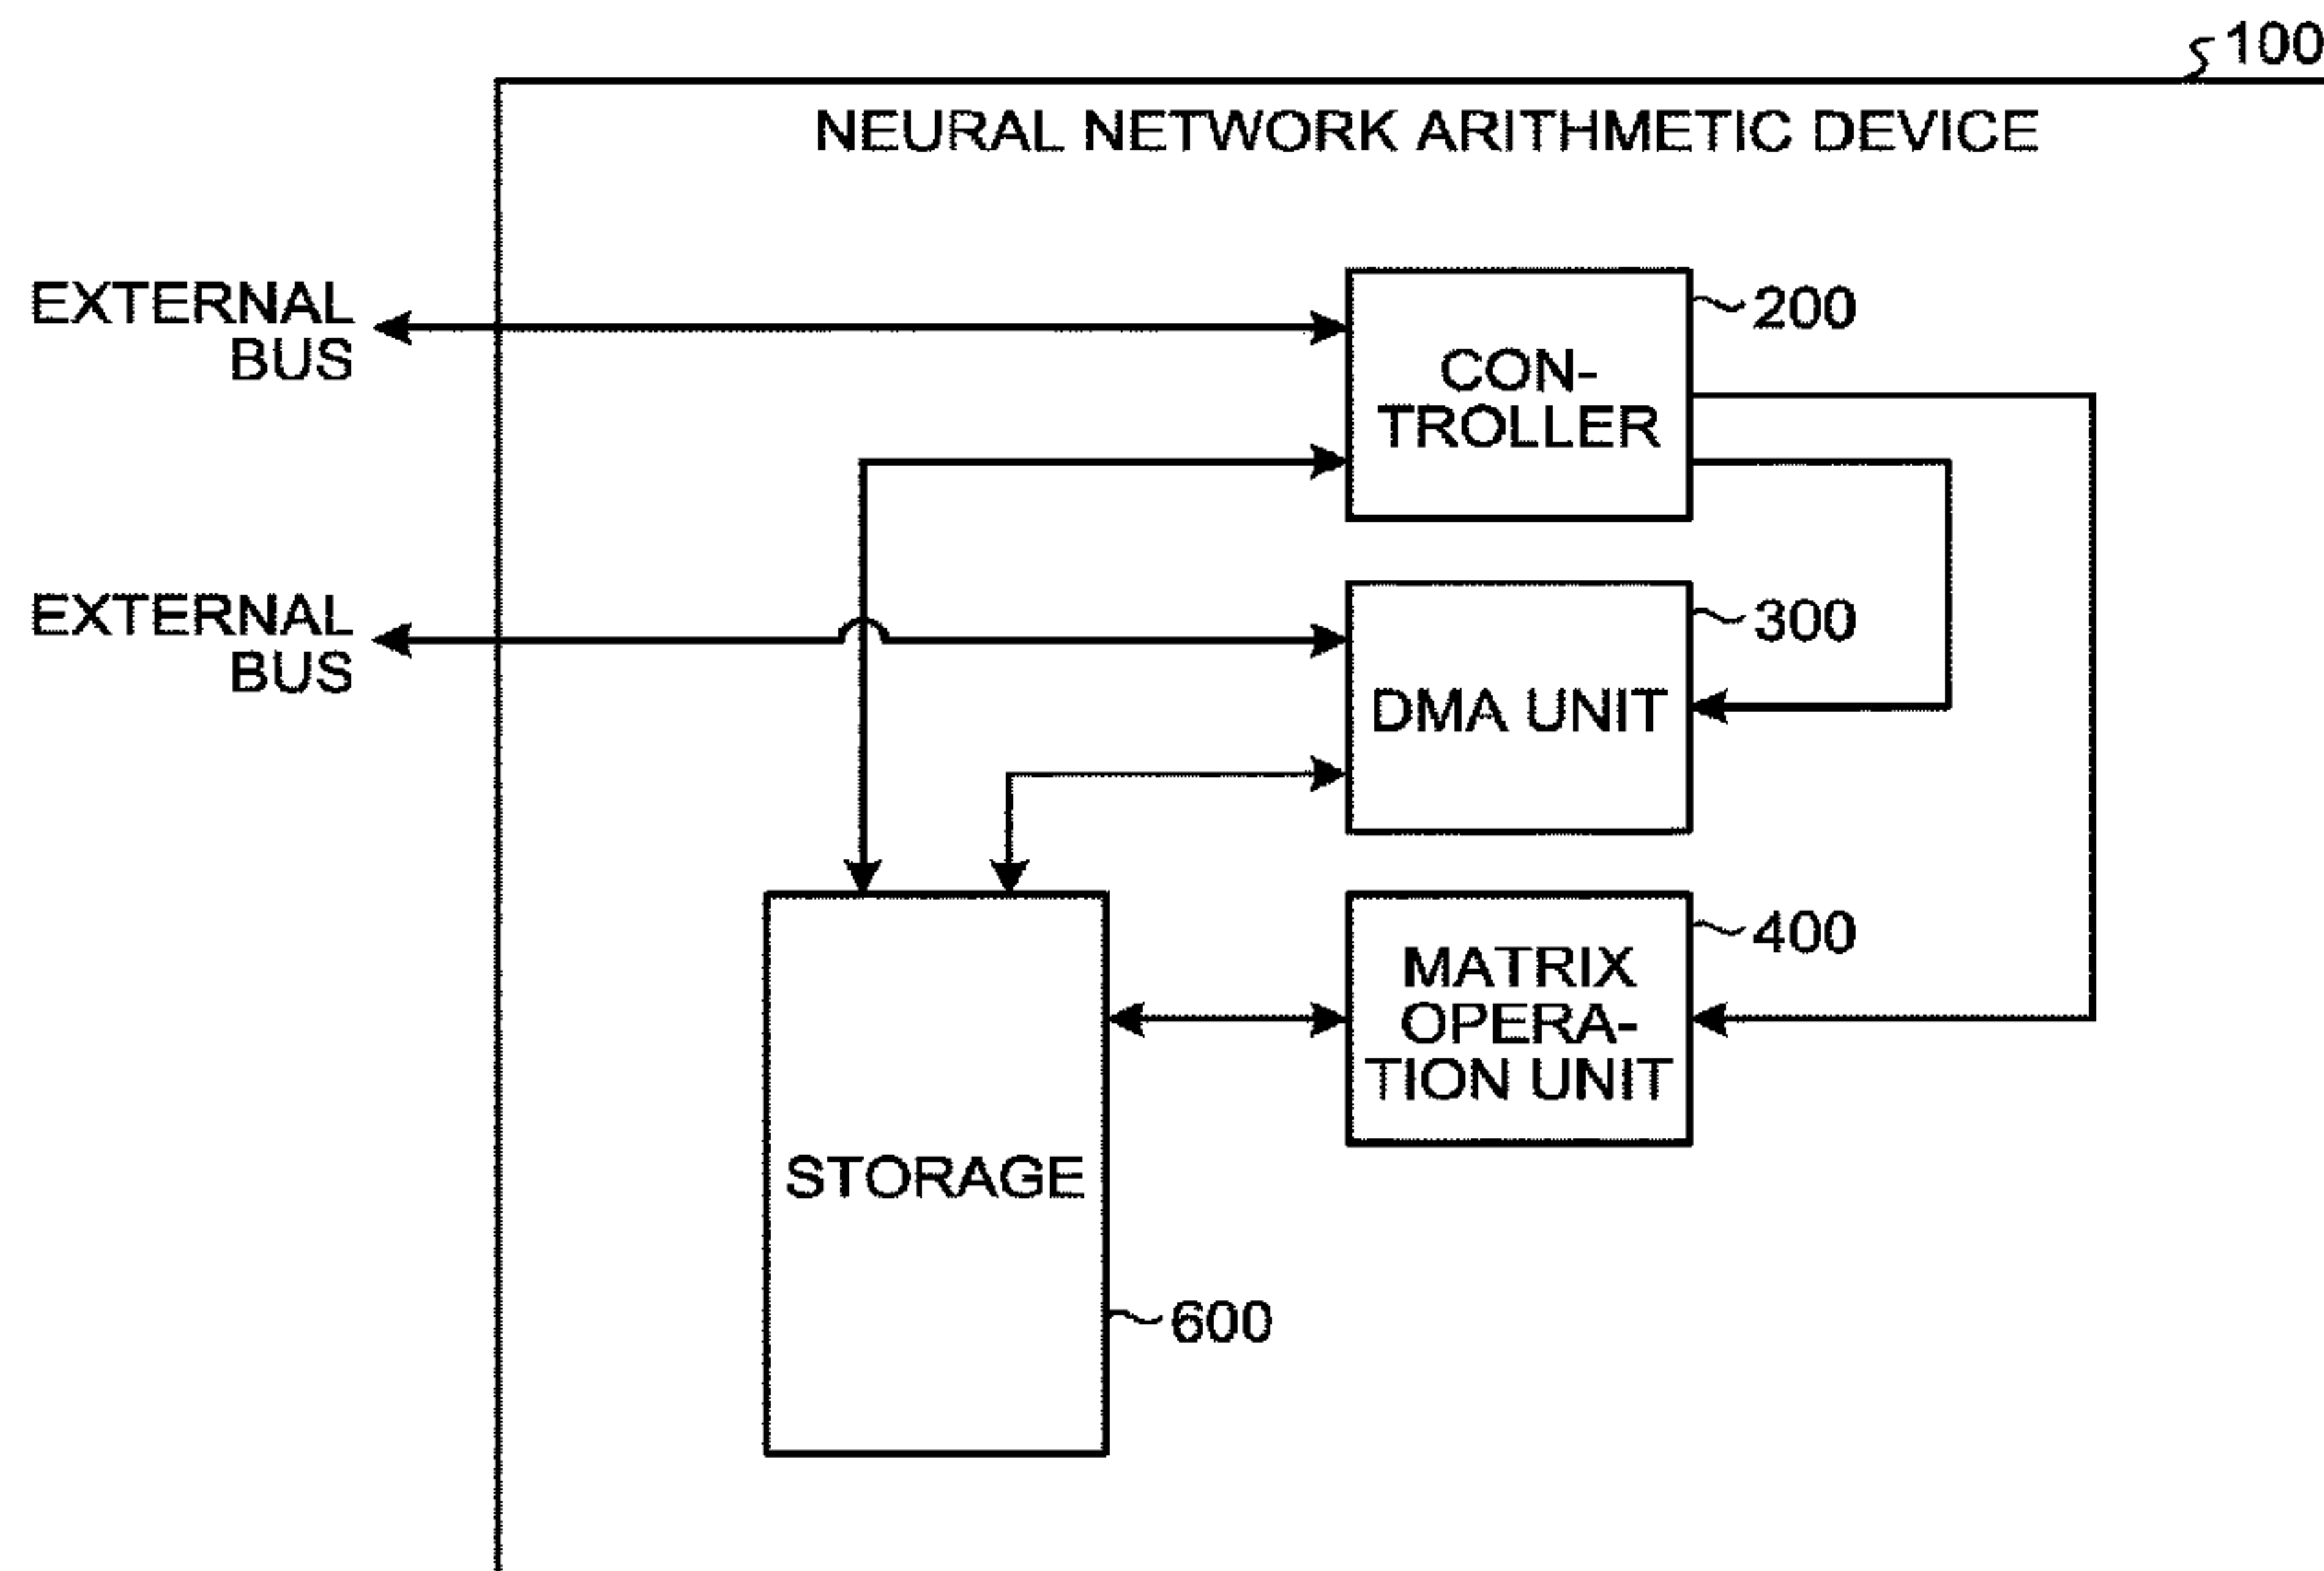 100
NEURAL NETWORK ARITHMETIC DEVICE
EXTERNAL
BUS
200
CON-
TROLLER
EXTERNAL
BUS
300
DMA UNIT
400
MATRIX
OPERA-
TION UNIT
STORAGE
600